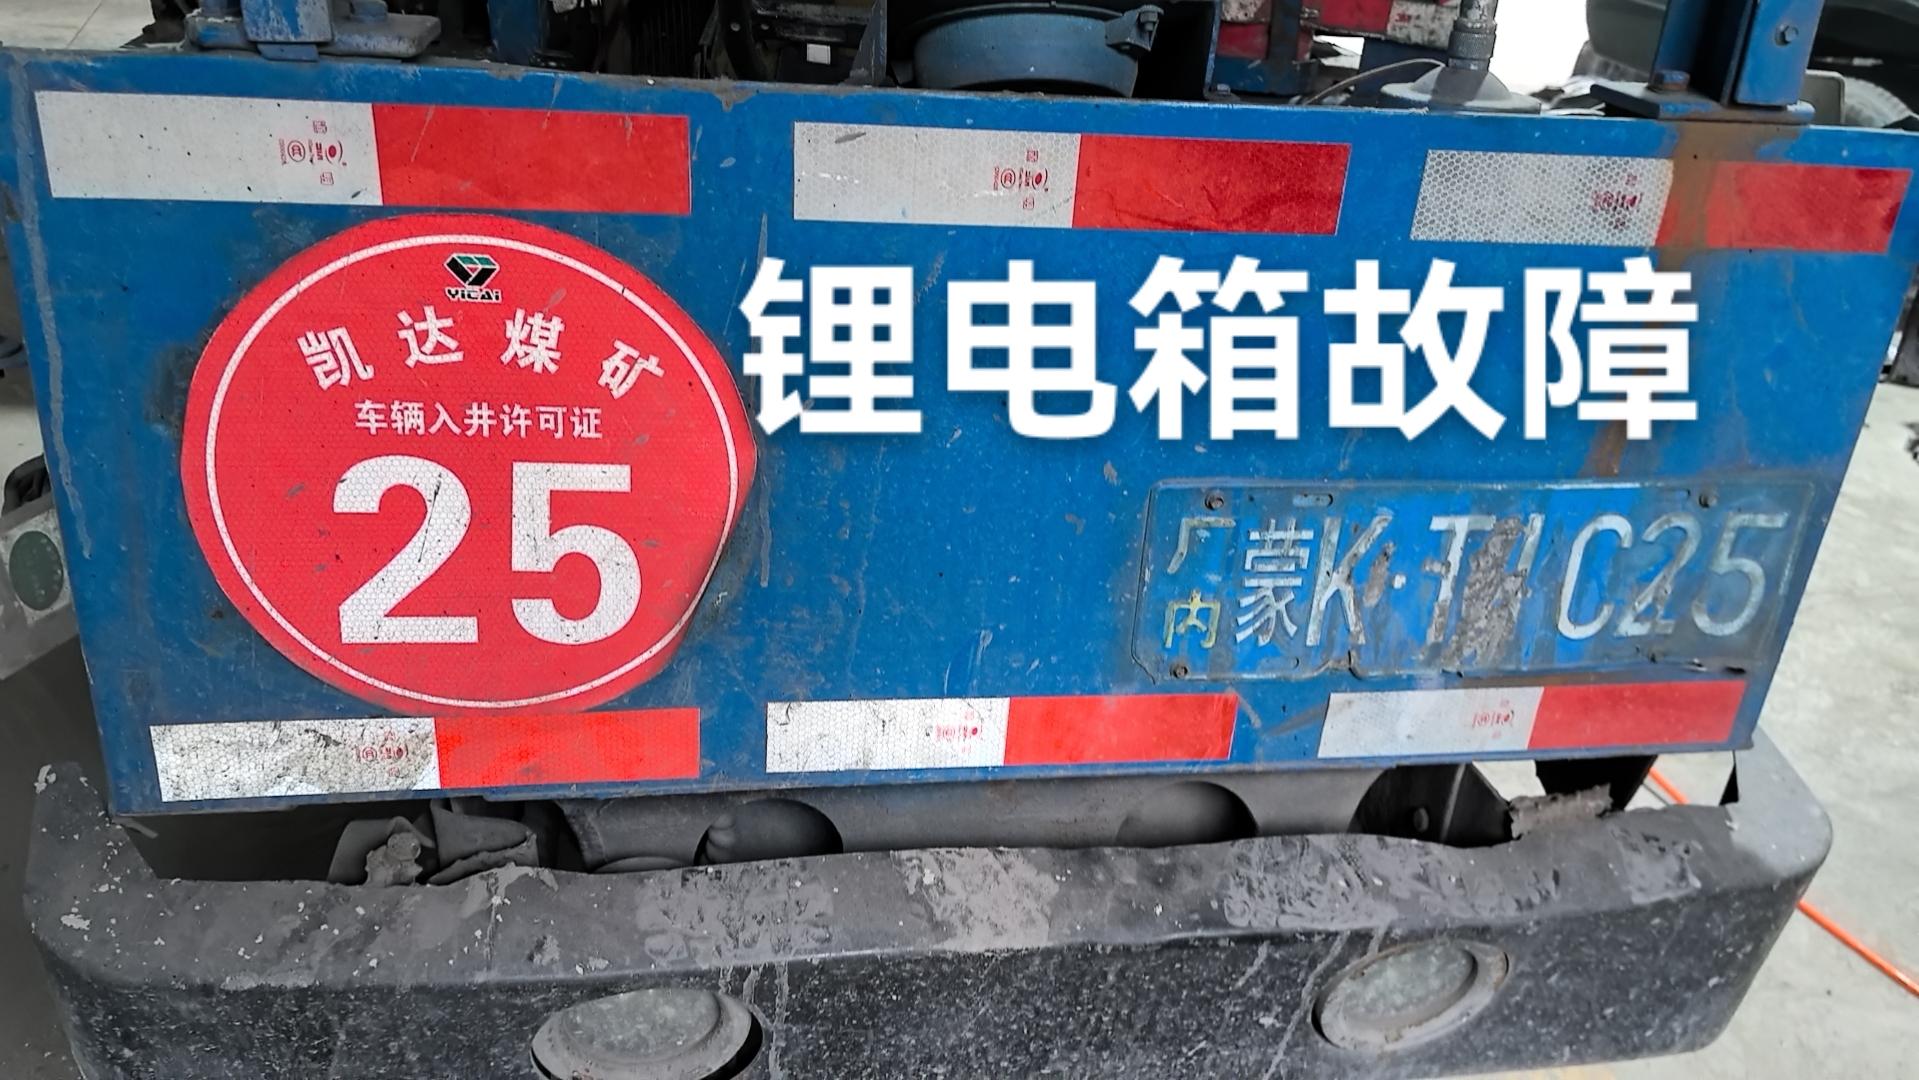 YiCAi
凯达煤矿
车辆入井许可证
25
锂电箱故障
厂内
蒙K·T1C25